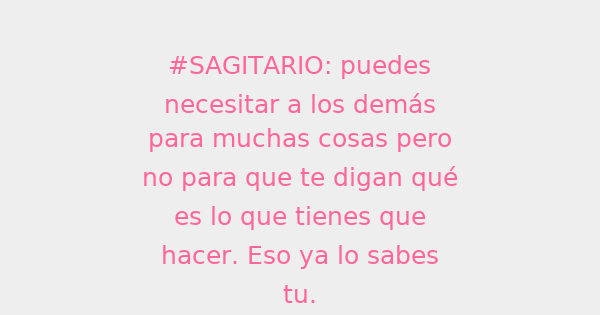 #SAGITARIO: puedes
necesitar a los demás
para muchas cosas pero
no para que te digan qué
es lo que tienes que
hacer. Eso ya lo sabes
tu.